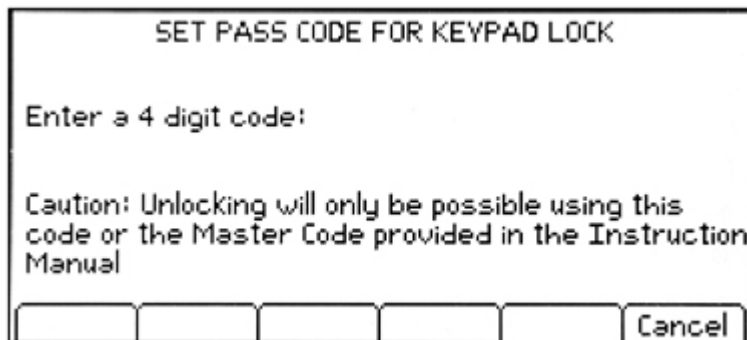 SET PASS CODE FOR KEYPAD LOCK
Enter a 4 digit code:
Caution: Unlocking will only be possible using this
code or the Master Code provided in the Instruction
Manual
Cancel